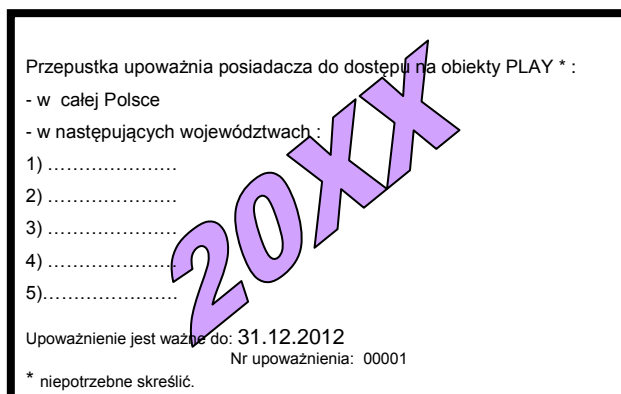 Przepustka upoważnia posiadacza do dostępu na obiekty PLAY * :
- w  całej Polsce
- w następujących województwach :
1) …………………
2) …………………
3) …………………
4) …………………
5)…………………
20XX
Upoważnienie jest ważne do: 31.12.2012
Nr upoważnienia:  00001
* niepotrzebne skreślić.